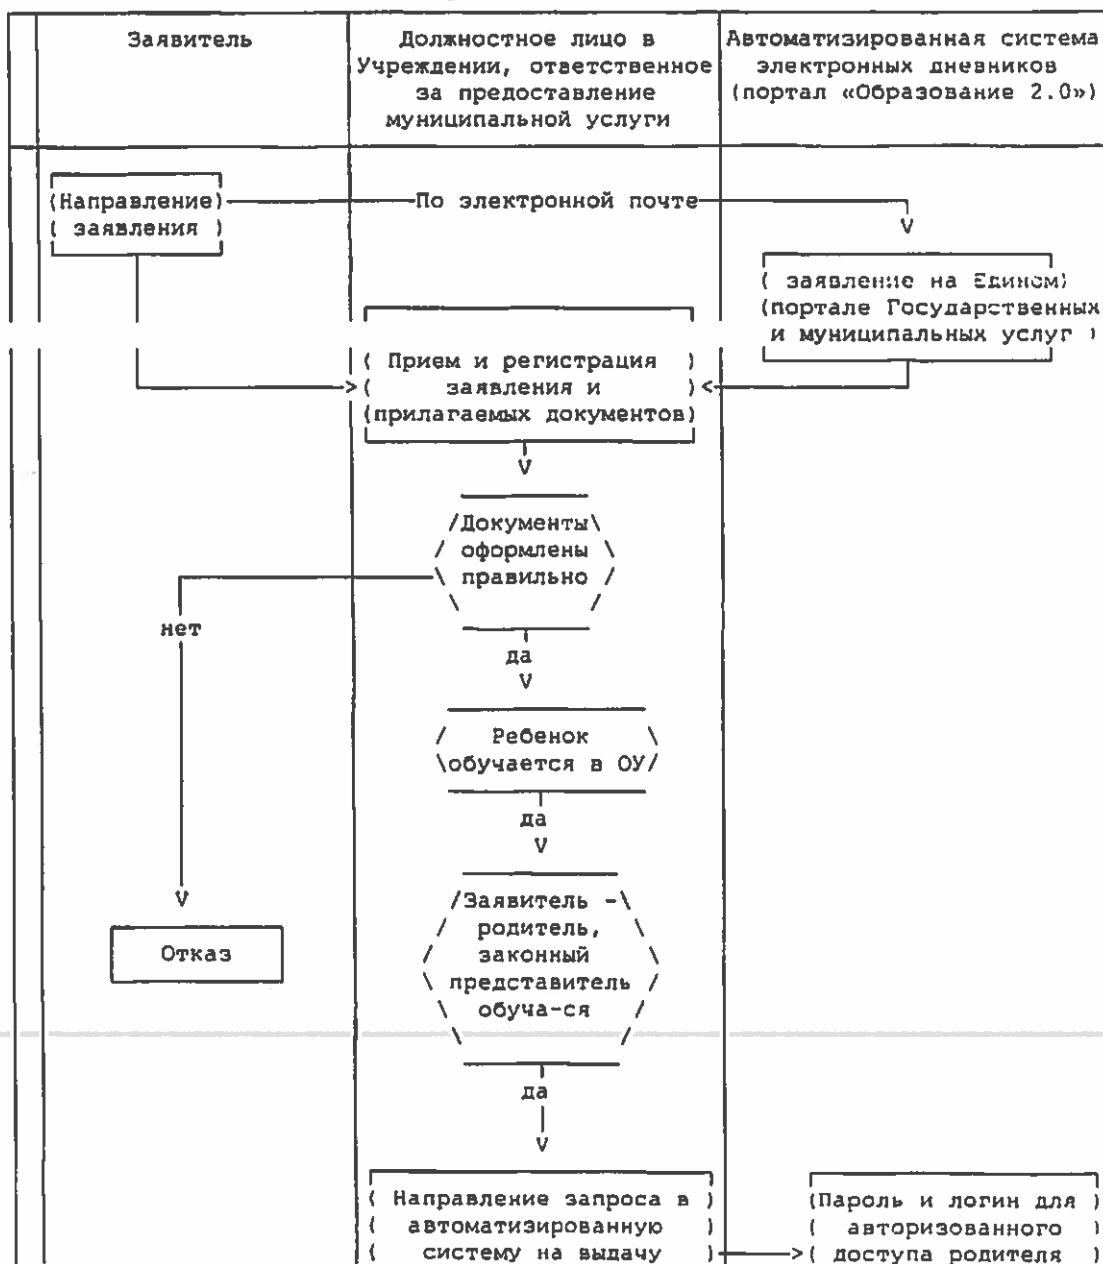 Заявитель
Должностное лицо в
Учреждении, ответственное
за предоставление
муниципальной услуги
Автоматизированная система
электронных дневников
(портал «Образование 2.0»)
(Направление)
( заявления )
По электронной почте
V
( заявление на Едином)
(портале Государственных
и муниципальных услуг )
( Прием и регистрация )
>( заявления и )<
(прилагаемых документов)
V
/Документы\
/ оформлены \
\ правильно /
\ /
нет
да
V
/ Ребенок \
\обучается в ОУ/
да
V
V
Отказ
/Заявитель -\
/ родитель, \
/ законный \
\ представитель /
\ обуча-ся /
\ /
да
V
( Направление запроса в )
( автоматизированную
( систему на выдачу )
(Пароль и логин для )
( авторизованного
>( доступа родителя )